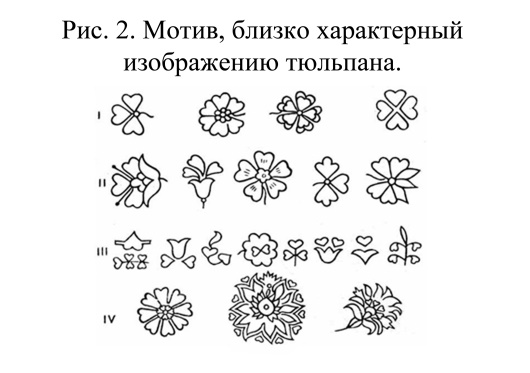 Рис. 2. Мотив, близко характерный
изображению тюльпана.
I
II
III
IV